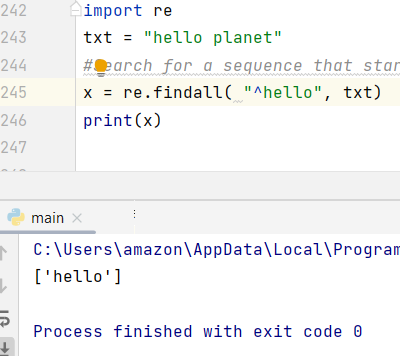 242 import re
243 txt = "hello planet"
244 #Search for a sequence that star
245 x = re.findall( "^hello", txt)
246 print(x)
247
main
C:\Users\amazon\AppData\Local\Program
['hello']
Process finished with exit code 0